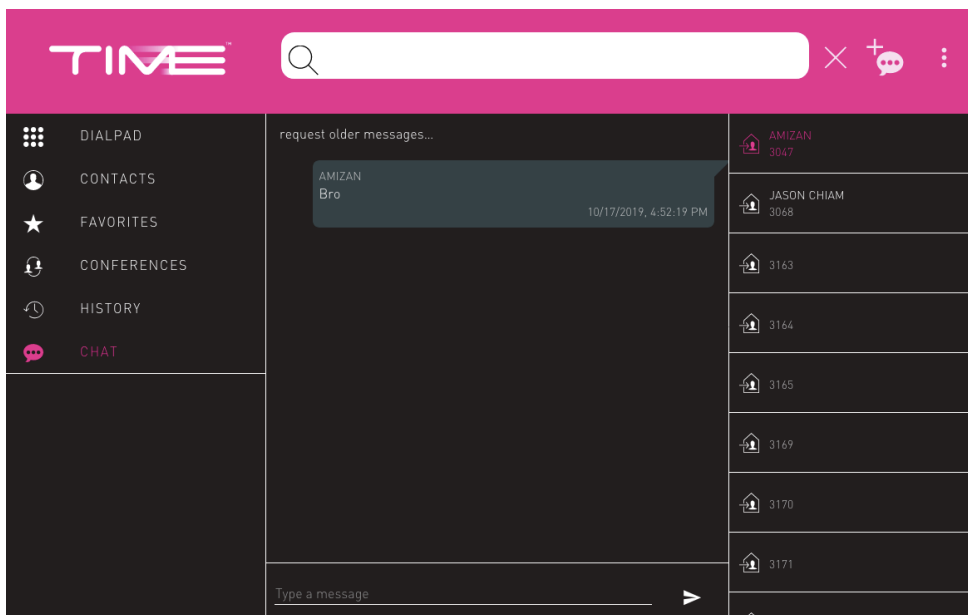 TIME™
DIALPAD
CONTACTS
FAVORITES
CONFERENCES
HISTORY
CHAT
request older messages...
AMIZAN
Bro
10/17/2019, 4:52:19 PM
Type a message
AMIZAN
3047
JASON CHIAM
3068
3163
3164
3165
3169
3170
3171